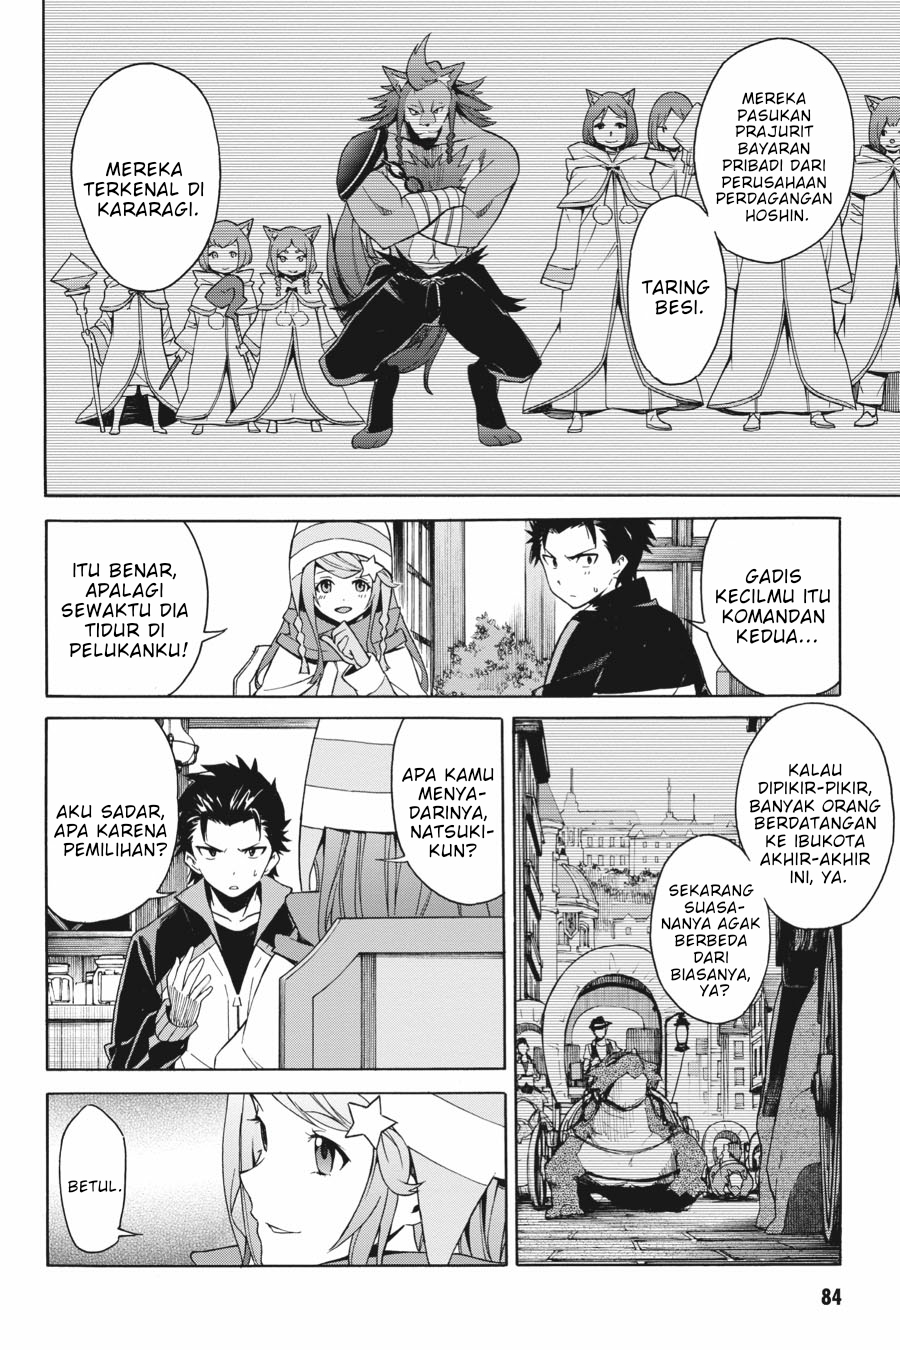 MEREKA
PASUKAN
PRAJURIT
BAYARAN
PRIBADI DARI
PERUSAHAAN
PERDAGANGAN
HOSHIN.
TARING
BESI.
MEREKA
TERKENAL DI
KARARAGI.
GADIS
KECILMU ITU
KOMANDAN
KEDUA...
ITU BENAR,
APALAGI
SEWAKTU DIA
TIDUR DI
PELUKANKU!
KALAU
DIPIKIR-PIKIR,
BANYAK ORANG
BERDATANGAN
KE IBUKOTA
AKHIR-AKHIR
INI, YA.
SEKARANG
SUASA-
NANYA AGAK
BERBEDA
DARI
BIASANYA,
YA?
APA KAMU
MENYA-
DARINYA,
NATSUKI-
KUN?
AKU SADAR,
APA KARENA
PEMILIHAN?
BETUL.
84